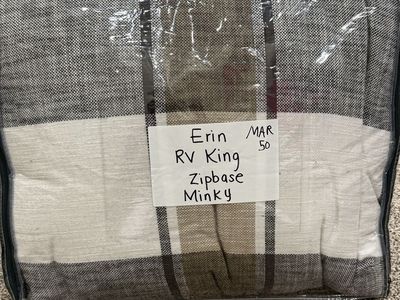 Erin MAR
50
RV King
Zipbase
Minky